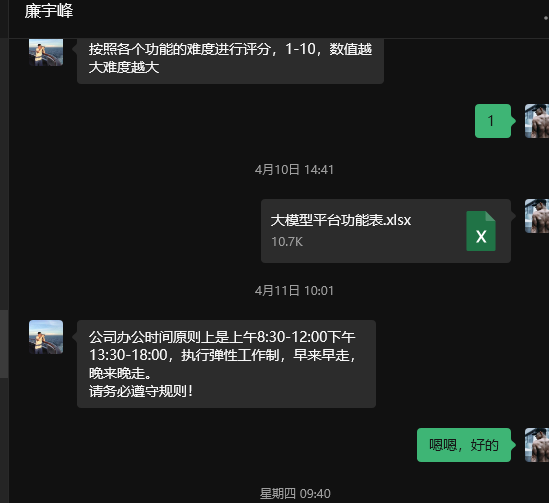 廉宇峰
按照各个功能的难度进行评分，1-10，数值越
大难度越大
1
4月10日 14:41
大模型平台功能表.xlsx
10.7K
X
4月11日 10:01
公司办公时间原则上是上午8:30-12:00下午
13:30-18:00，执行弹性工作制，早来早走，
晚来晚走。
请务必遵守规则！
嗯嗯，好的
星期四 09:40